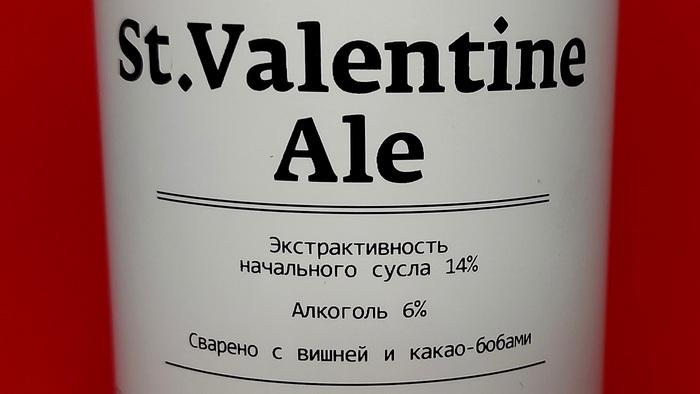 St.Valentine
Ale
Экстрактивность
начального сусла 14%
Алкоголь 6%
Сварено с вишней и какао-бобами